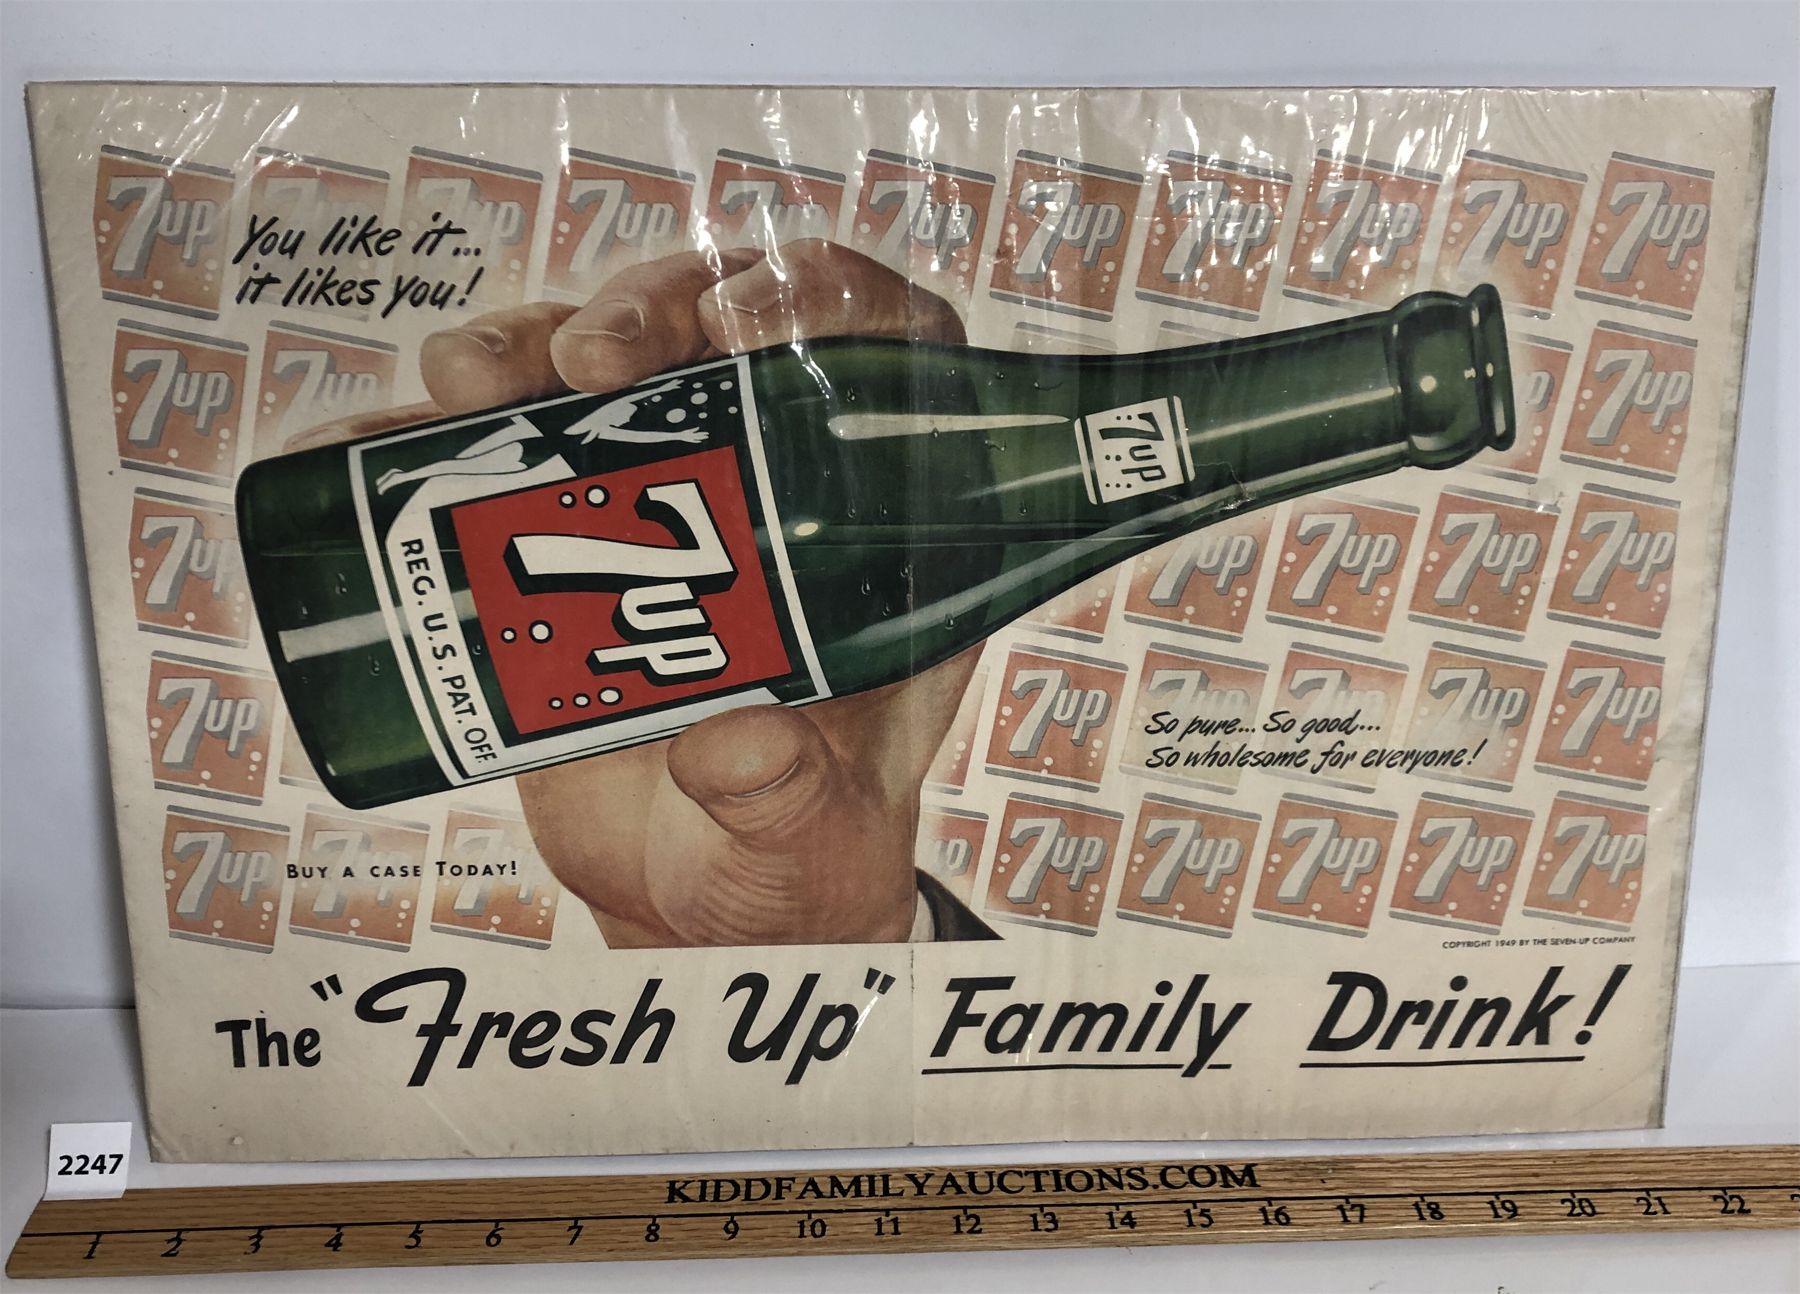 You like it...
it likes you!
7up
REG. U.S. PAT. OFF.
7up
So pure... So good...
So wholesome for everyone!
BUY A CASE TODAY!
COPYRIGHT 1949 BY THE SEVEN-UP COMPANY
The "Fresh Up" Family Drink!
2247
KIDDFAMILYAUCTIONS.COM
1 2 3 4 5 6 7 8 9 10 11 12 13 14 15 16 17 18 19 20 21 22